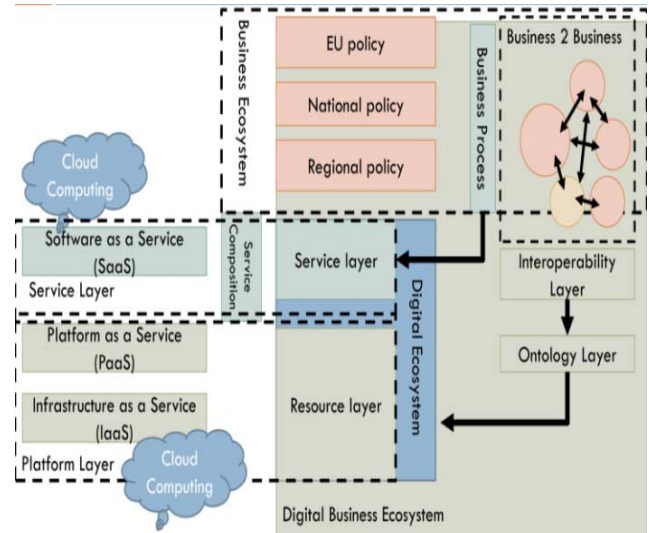 Business Ecosystem
EU policy
National policy
Regional policy
Business Process
Business 2 Business
Cloud
Computing
Software as a Service
(SaaS)
Service Layer
Service
Composition
Service layer
Digital Ecosystem
Interoperability
Layer
Ontology Layer
Platform as a Service
(PaaS)
Infrastructure as a Service
(IaaS)
Platform Layer
Resource layer
Cloud
Computing
Digital Business Ecosystem